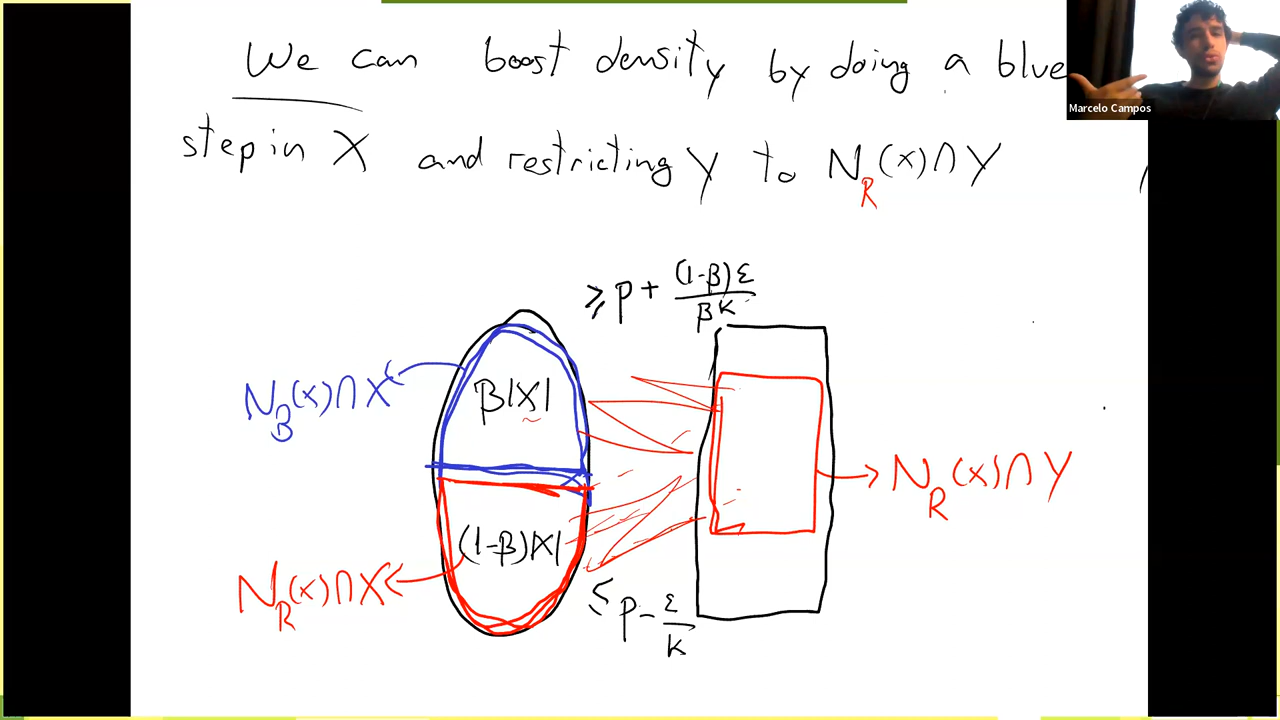 We can boost density by doing a blue
Marcelo Campos
step in X and restricting Y to N_R(x)∩Y
≥ p + (1-β)ε / βK
N_B(x)∩X
β|X|
N_R(x)∩Y
(1-β)|X|
N_R(x)∩X
≤ p - ε/K